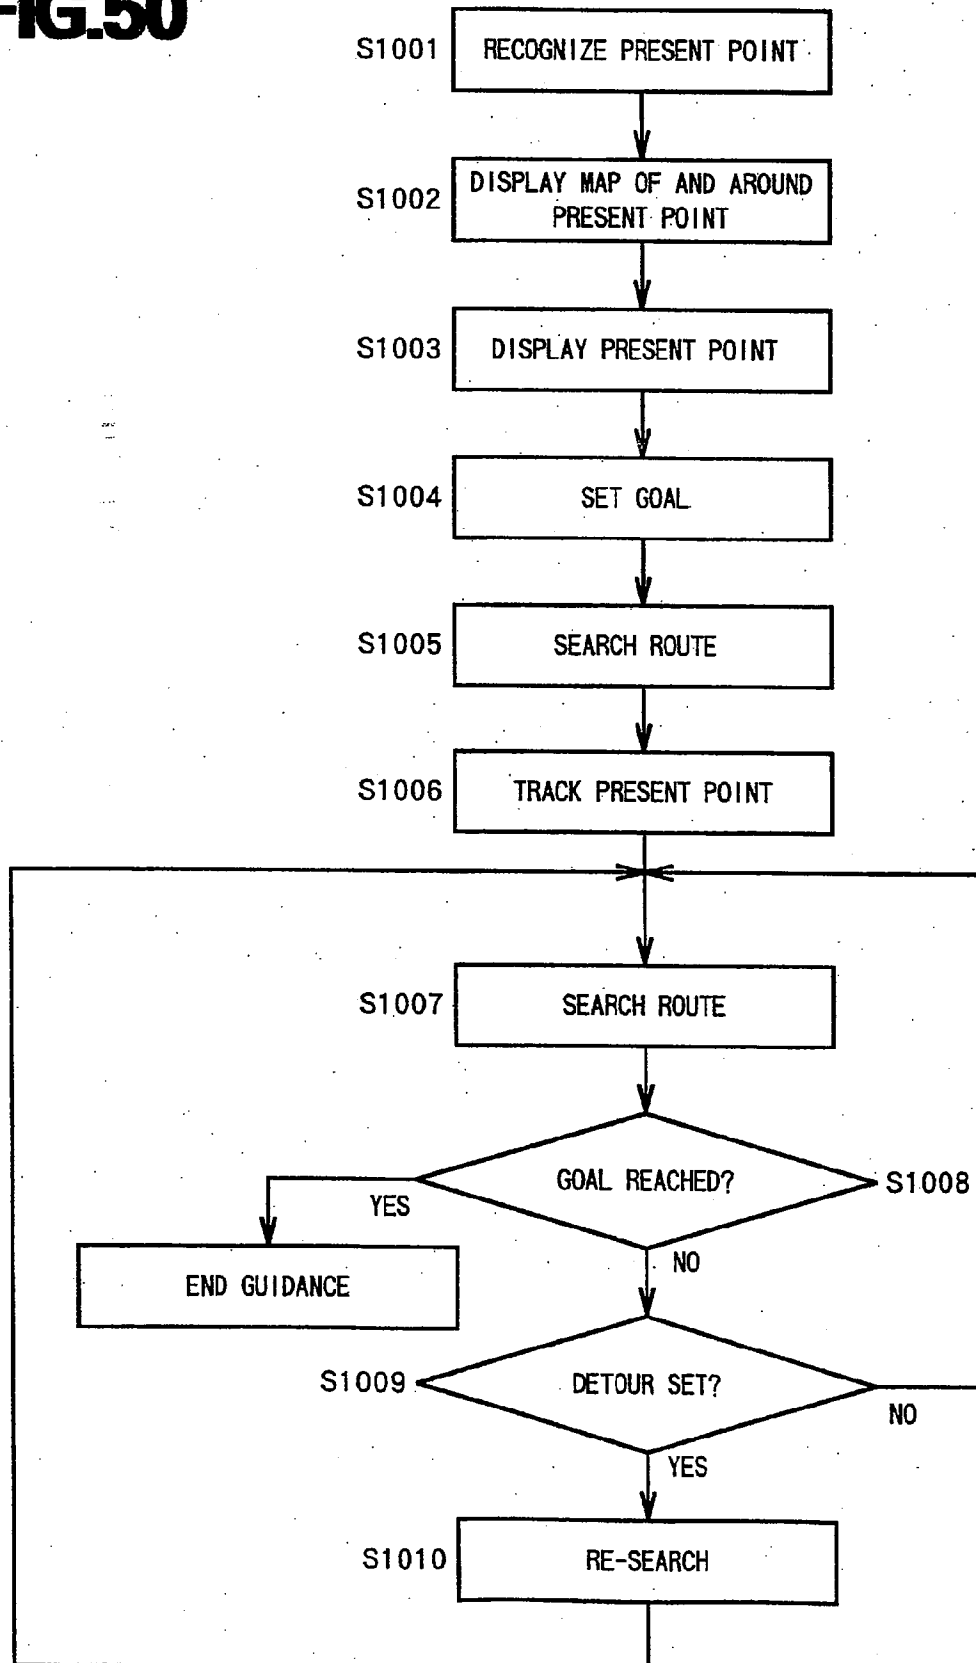 FIG.50
S1001 RECOGNIZE PRESENT POINT
S1002 DISPLAY MAP OF AND AROUND
PRESENT POINT
S1003 DISPLAY PRESENT POINT
S1004 SET GOAL
S1005 SEARCH ROUTE
S1006 TRACK PRESENT POINT
S1007 SEARCH ROUTE
GOAL REACHED? S1008
YES
NO
END GUIDANCE
S1009 DETOUR SET?
NO
YES
S1010 RE-SEARCH